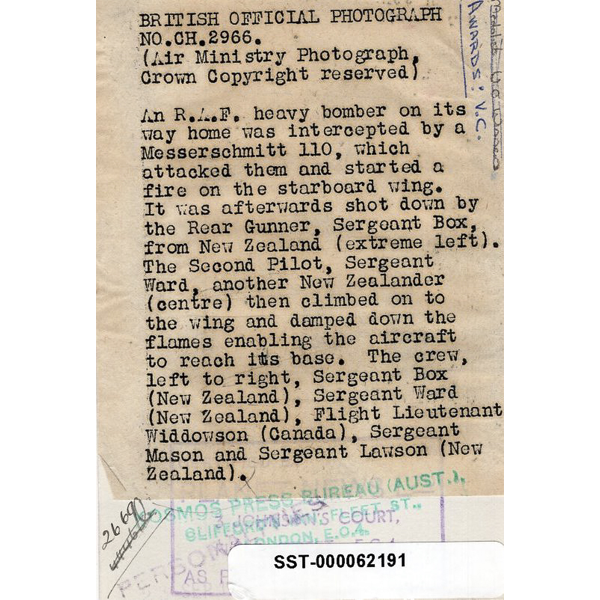 BRITISH OFFICIAL PHOTOGRAPH
NO.CH.2966.
(Air Ministry Photograph,
Crown Copyright reserved)
An R.A.F. heavy bomber on its
way home was intercepted by a
Messerschmitt 110, which
attacked them and started a
fire on the starboard wing.
It was afterwards shot down by
the Rear Gunner, Sergeant Box,
from New Zealand (extreme left).
The Second Pilot, Sergeant
Ward, another New Zealander
(centre) then climbed on to
the wing and damped down the
flames enabling the aircraft
to reach its base.  The crew,
left to right, Sergeant Box
(New Zealand), Sergeant Ward
(New Zealand), Flight Lieutenant
Widdowson (Canada), Sergeant
Mason and Sergeant Lawson (New
Zealand).
AWARDS: V.C.
KOSMOS PRESS BUREAU (AUST.),
FLEET ST.,
COURT,
LONDON, E.C.4.
SST-000062191